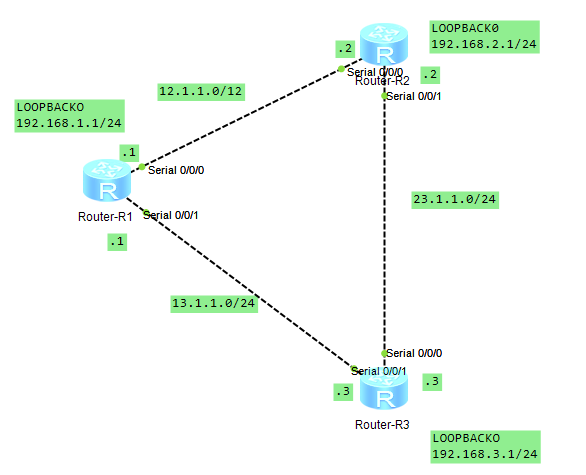 LOOPBACK0
192.168.2.1/24
.2
Serial 0/0/0
Router-R2
.2
Serial 0/0/1
12.1.1.0/12
LOOPBACKO
192.168.1.1/24
.1
Serial 0/0/0
R
R
Router-R1
Serial 0/0/1
.1
23.1.1.0/24
13.1.1.0/24
Serial 0/0/0
Serial 0/0/1
.3
.3
R
Router-R3
LOOPBACKO
192.168.3.1/24